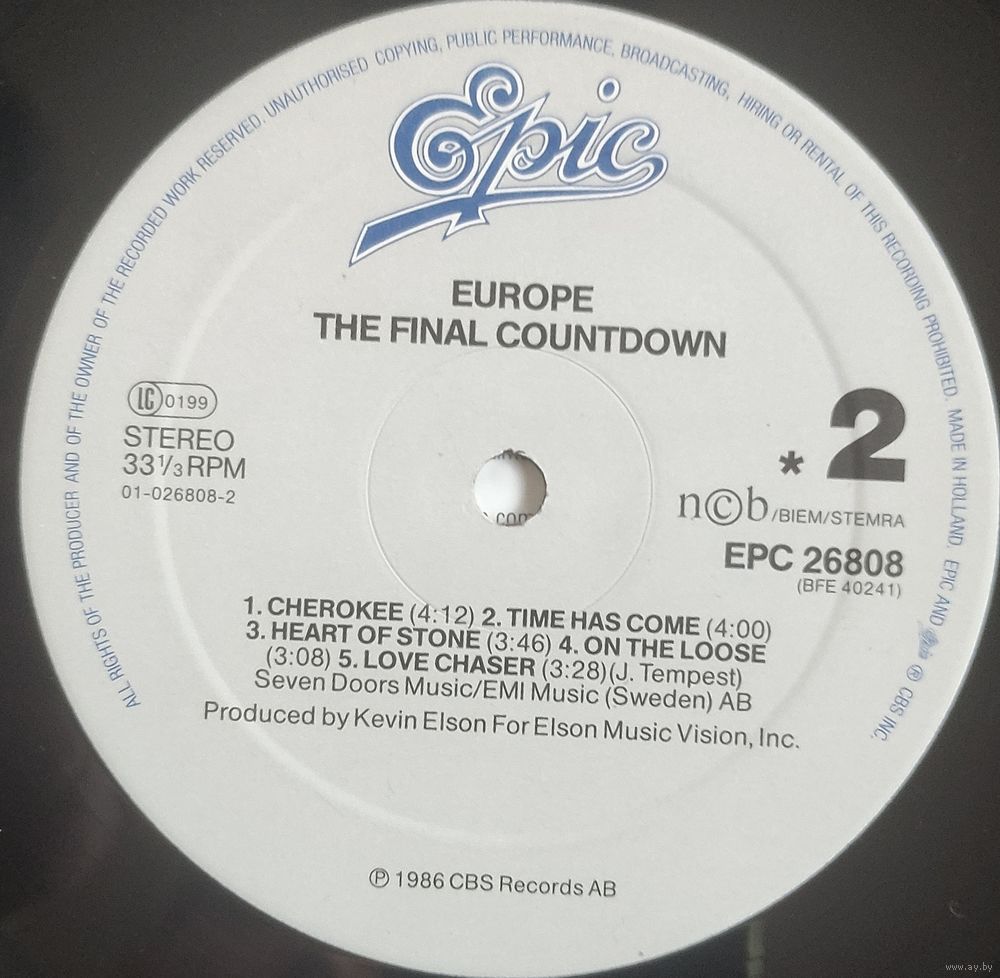 ALL RIGHTS OF THE PRODUCER AND OF THE OWNER OF THE RECORDED WORK RESERVED. UNAUTHORISED COPYING, PUBLIC PERFORMANCE, BROADCASTING, HIRING OR RENTAL OF THIS RECORDING PROHIBITED. MADE IN HOLLAND. EPIC AND ® CBS INC.
Epic
EUROPE
THE FINAL COUNTDOWN
LC 0199
STEREO
33 1/3 RPM
01-026808-2
* 2
n©b/BIEM/STEMRA
EPC 26808
(BFE 40241)
1. CHEROKEE (4:12) 2. TIME HAS COME (4:00)
3. HEART OF STONE (3:46) 4. ON THE LOOSE
(3:08) 5. LOVE CHASER (3:28)(J. Tempest)
Seven Doors Music/EMI Music (Sweden) AB
Produced by Kevin Elson For Elson Music Vision, Inc.
℗ 1986 CBS Records AB
www.ay.by